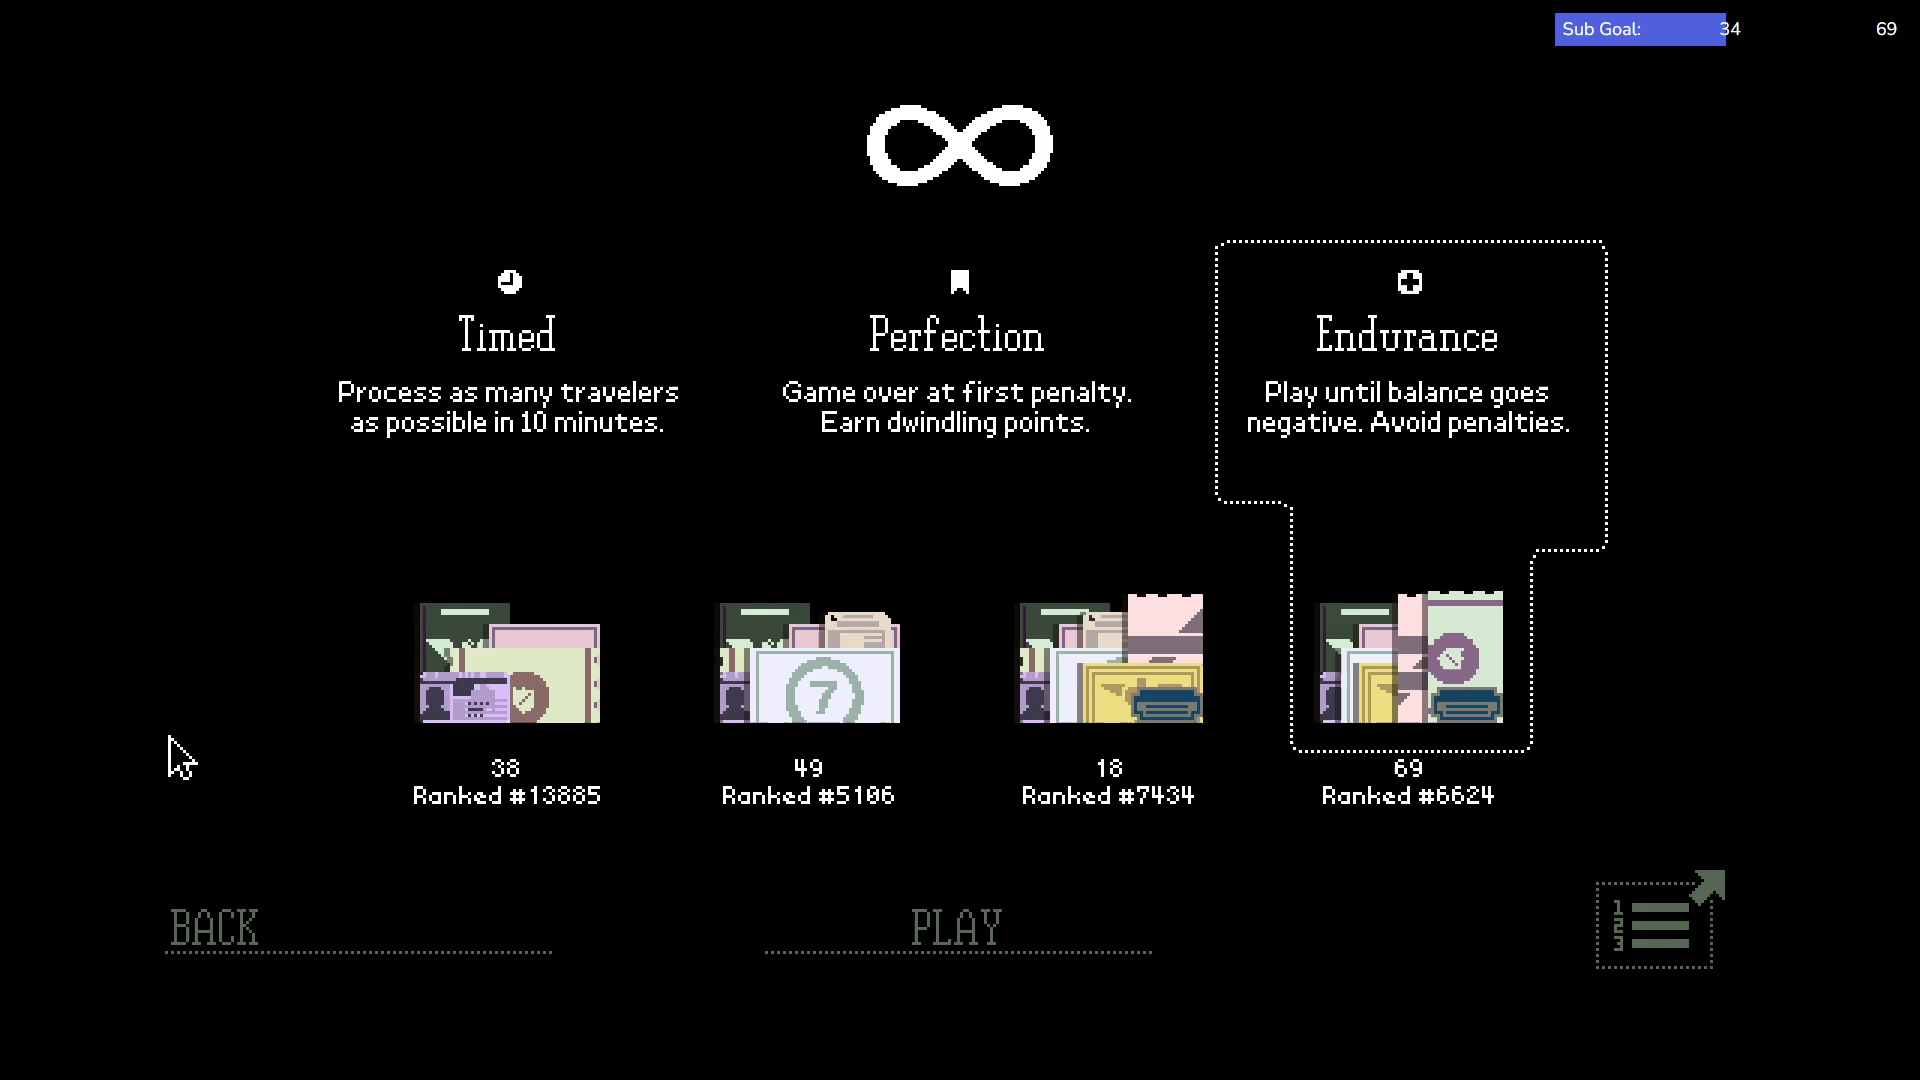 Sub Goal: 34 69
Timed
Process as many travelers
as possible in 10 minutes.
Perfection
Game over at first penalty.
Earn dwindling points.
Endurance
Play until balance goes
negative. Avoid penalties.
7
38
Ranked #13885
49
Ranked #5106
18
Ranked #7434
69
Ranked #6624
BACK
PLAY
1
2
3